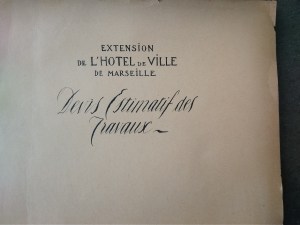 EXTENSION
DE L'HOTEL DE VILLE
DE MARSEILLE.
Devis Estimatif des
Travaux